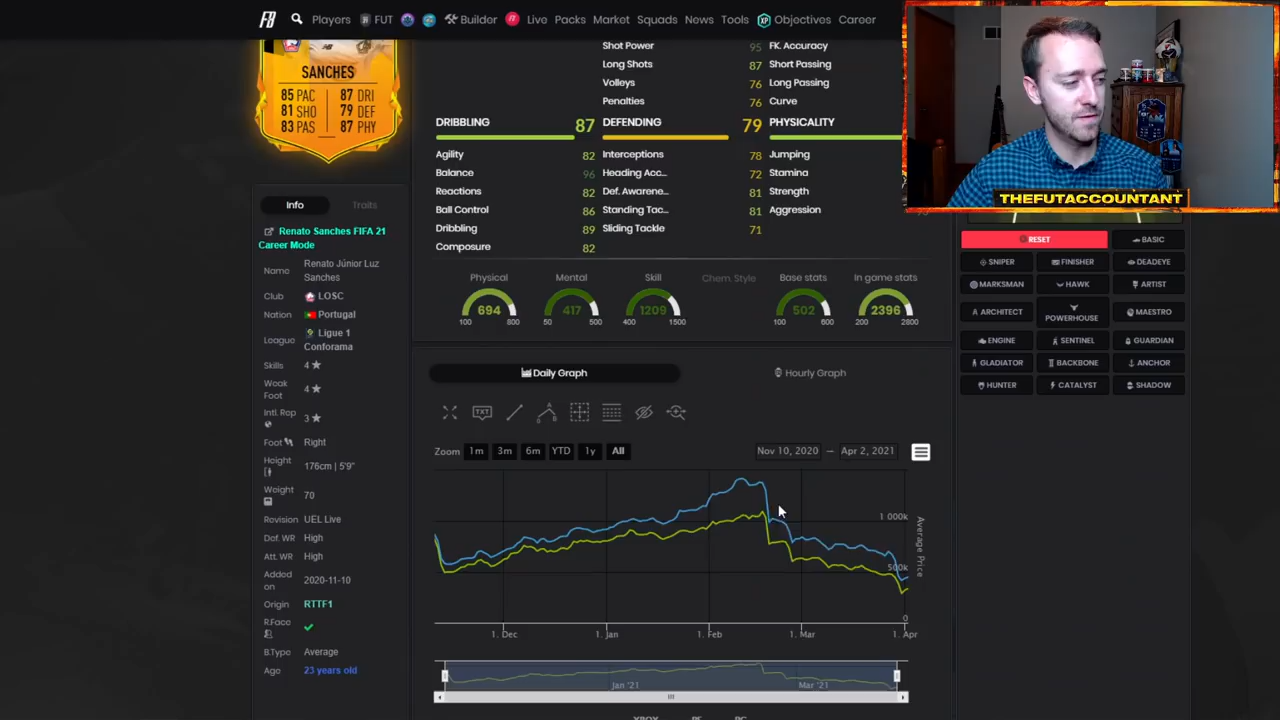 Players FUT Builder Live Packs Market Squads News Tools XP Objectives Career
SANCHES
85 PAC 87 DRI
81 SHO 79 DEF
83 PAS 87 PHY
Shot Power 95 FK. Accuracy
Long Shots 87 Short Passing
Volleys 76 Long Passing
Penalties 76 Curve
DRIBBLING 87 DEFENDING 79 PHYSICALITY
Agility 82 Interceptions 78 Jumping
Balance 96 Heading Acc... 72 Stamina
Reactions 82 Def. Awarene... 81 Strength
Ball Control 86 Standing Tac... 81 Aggression
Dribbling 89 Sliding Tackle 71
Composure 82
Physical Mental Skill Chem. Style Base stats In game stats
694 417 1209 502 2396
100 800 50 500 400 1500 100 600 200 2800
Info Traits
Renato Sanches FIFA 21
Career Mode
Name Renato Júnior Luz
Sanches
Club LOSC
Nation Portugal
League Ligue 1
Conforama
Skills 4
Weak
Foot 4
Intl. Rep 3
Foot Right
Height 176cm | 5'9"
Weight 70
Revision UEL Live
Def. WR High
Att. WR High
Added
on 2020-11-10
Origin RTTF1
R.Face
B.Type Average
Age 23 years old
Daily Graph Hourly Graph
TXT
Zoom 1m 3m 6m YTD 1y All Nov 10, 2020 – Apr 2, 2021
1 000k
500k
0
Average Price
1. Dec 1. Jan 1. Feb 1. Mar 1. Apr
Jan '21 Mar '21
XBOX PS PC
THEFUTACCOUNTANT
RESET BASIC
SNIPER FINISHER DEADEYE
MARKSMAN HAWK ARTIST
ARCHITECT POWERHOUSE MAESTRO
ENGINE SENTINEL GUARDIAN
GLADIATOR BACKBONE ANCHOR
HUNTER CATALYST SHADOW